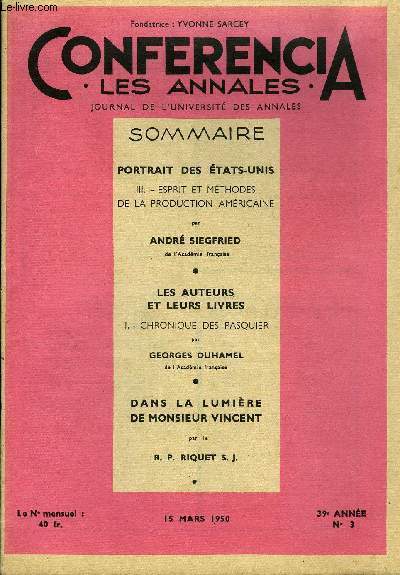 Fondatrice : YVONNE SARCEY
CONFERENCIA
· LES ANNALES ·
JOURNAL DE L'UNIVERSITÉ DES ANNALES
SOMMAIRE
PORTRAIT DES ÉTATS-UNIS
III. - ESPRIT ET MÉTHODES
DE LA PRODUCTION AMÉRICAINE
par
ANDRÉ SIEGFRIED
de l'Académie française
LES AUTEURS
ET LEURS LIVRES
I. - CHRONIQUE DES PASQUIER
par
GEORGES DUHAMEL
de l'Académie française
DANS LA LUMIÈRE
DE MONSIEUR VINCENT
par le
R. P. RIQUET S. J.
Le No mensuel :
40 fr.
15 MARS 1950
39e ANNÉE
No 3